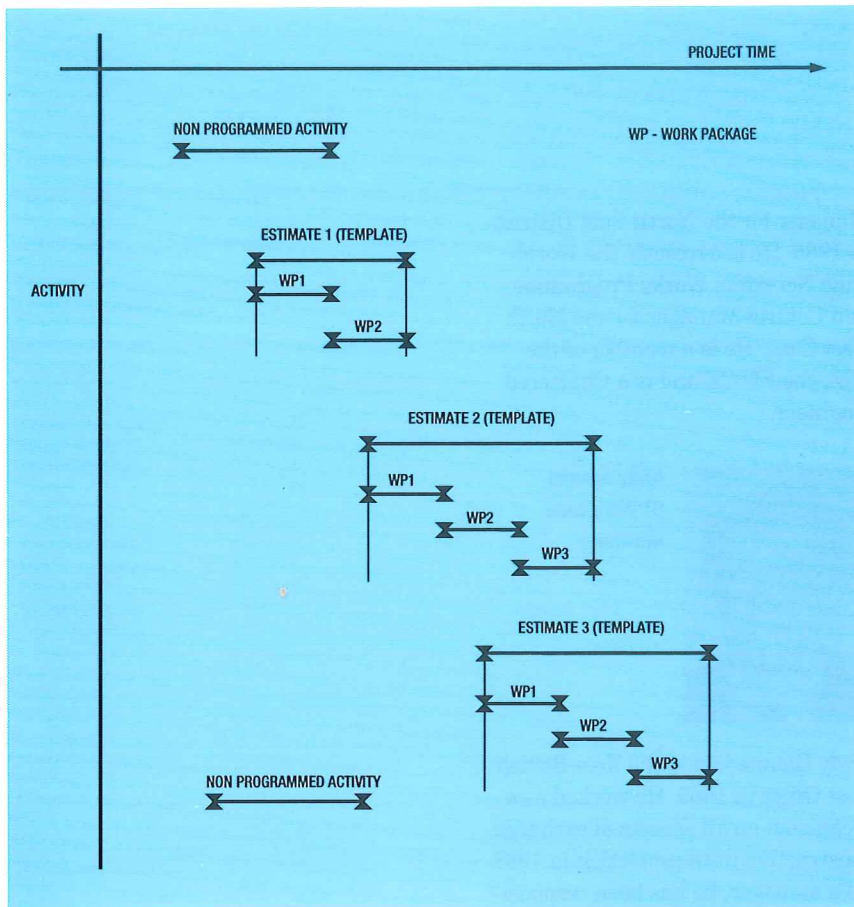 PROJECT TIME
NON PROGRAMMED ACTIVITY
WP - WORK PACKAGE
ESTIMATE 1 (TEMPLATE)
WP1
ACTIVITY
WP2
ESTIMATE 2 (TEMPLATE)
WP1
WP2
WP3
ESTIMATE 3 (TEMPLATE)
WP1
WP2
WP3
NON PROGRAMMED ACTIVITY